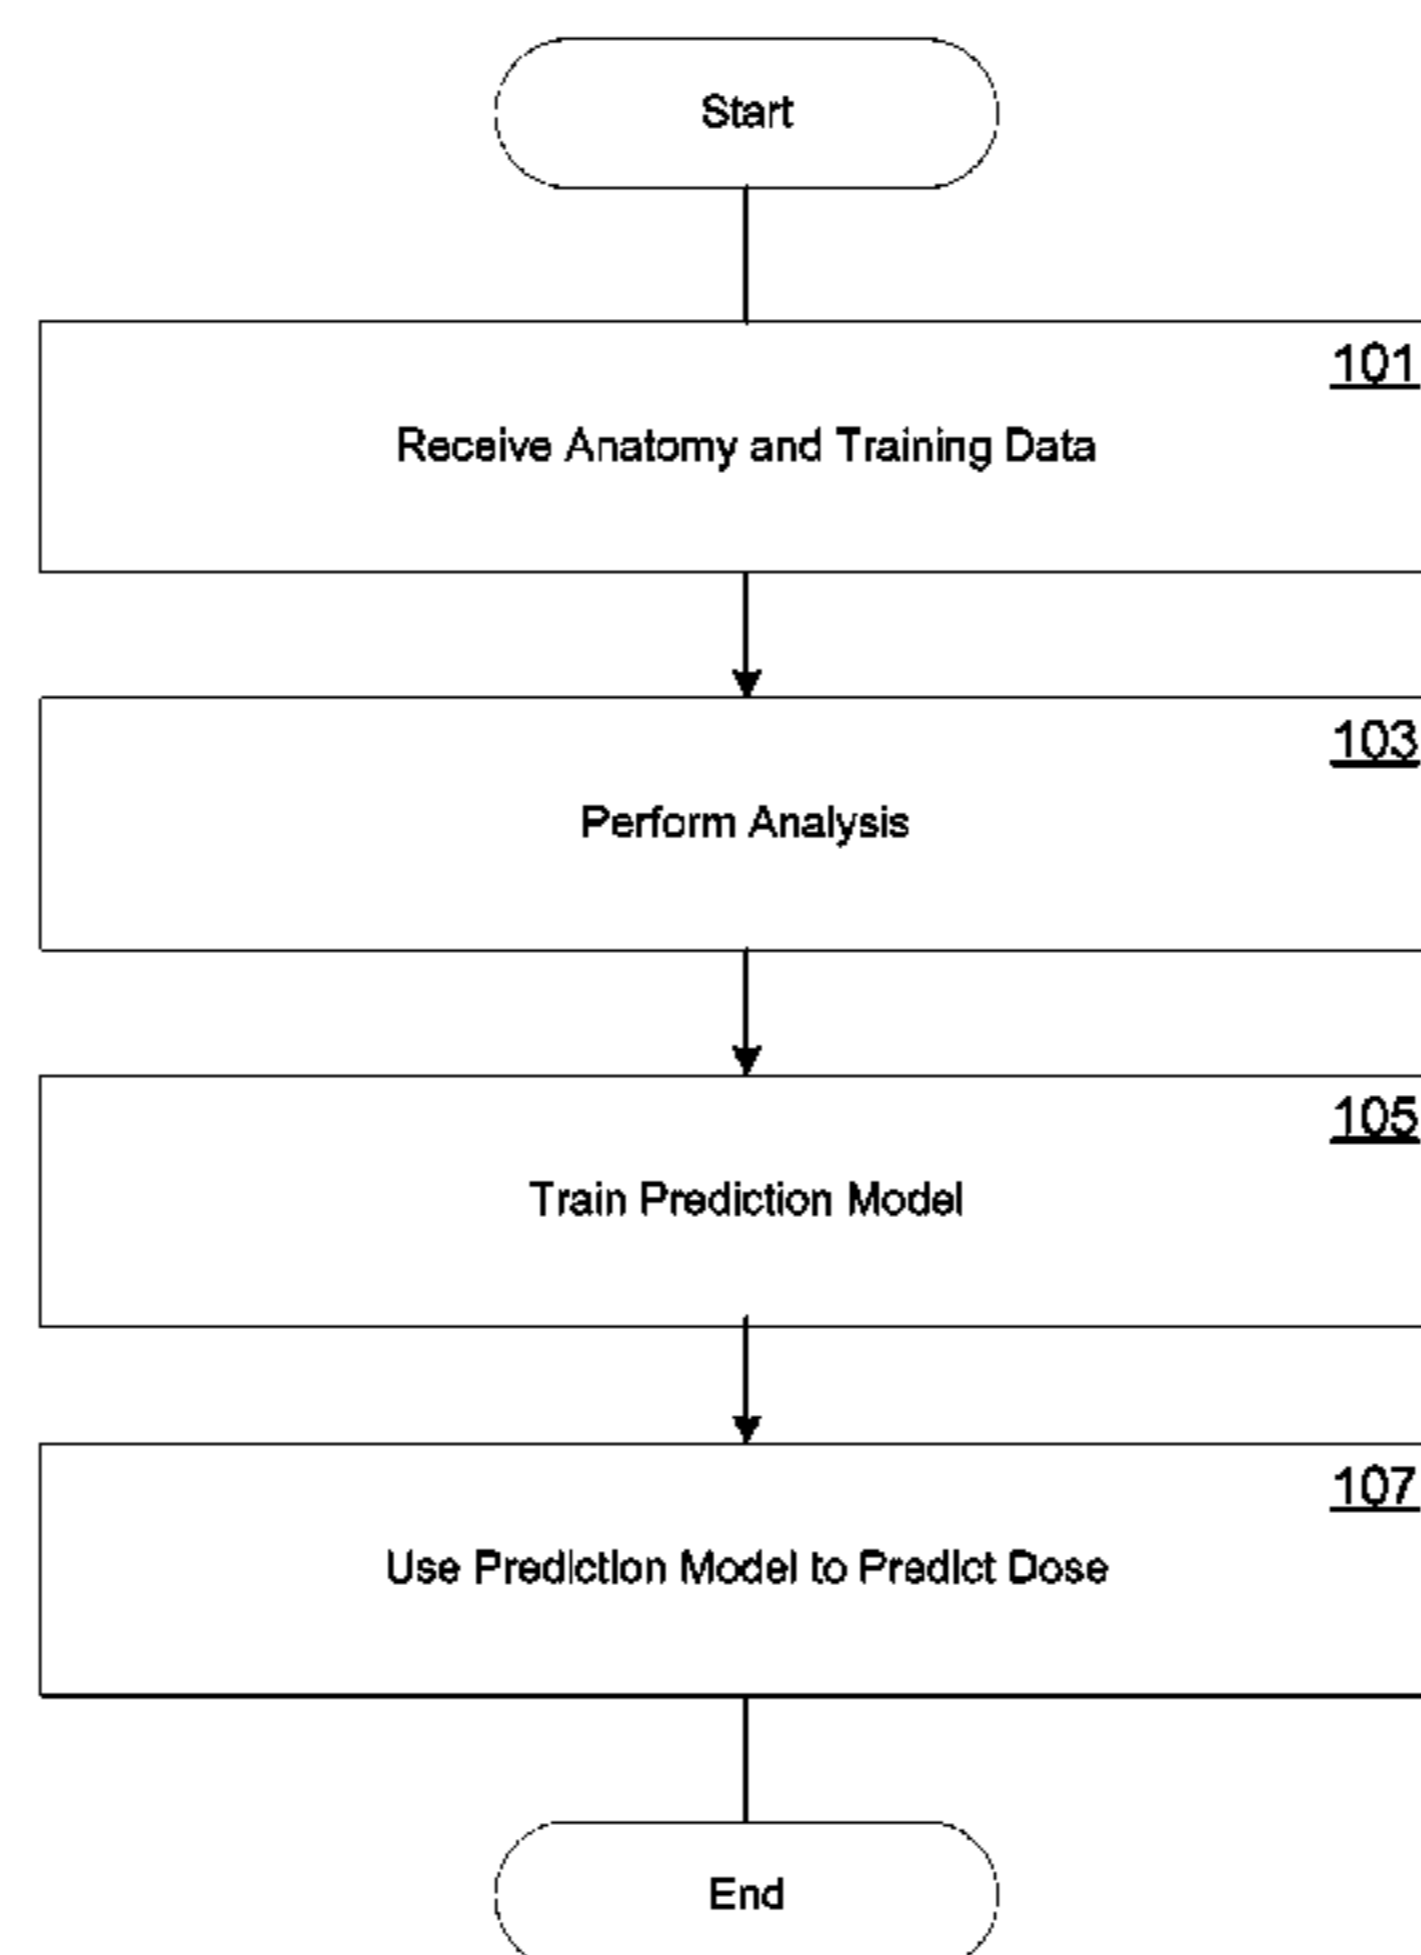 Start
101
Receive Anatomy and Training Data
103
Perform Analysis
105
Train Prediction Model
107
Use Prediction Model to Predict Dose
End